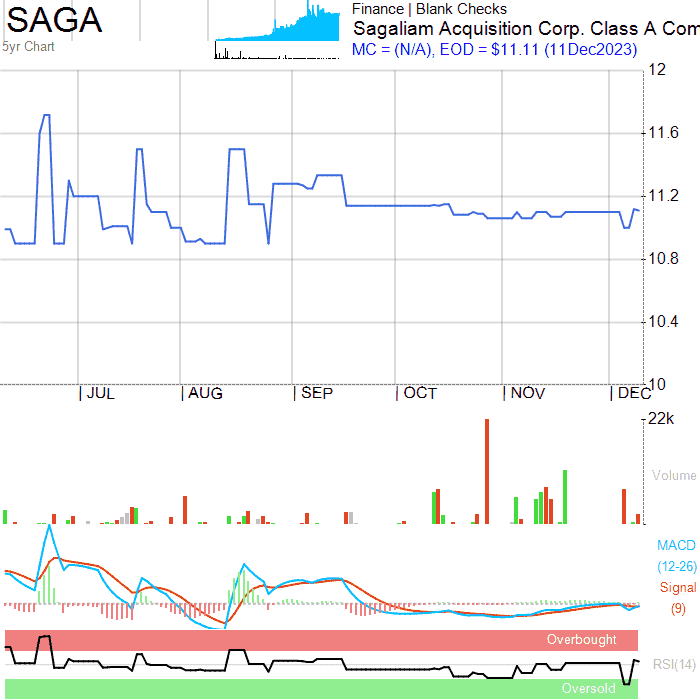 SAGA
5yr Chart
Finance | Blank Checks
Sagaliam Acquisition Corp. Class A Com
MC = (N/A), EOD = $11.11 (11Dec2023)
12
11.6
11.2
10.8
10.4
10
JUL AUG SEP OCT NOV DEC
22k
Volume
MACD
(12-26)
Signal
(9)
Overbought
RSI(14)
Oversold